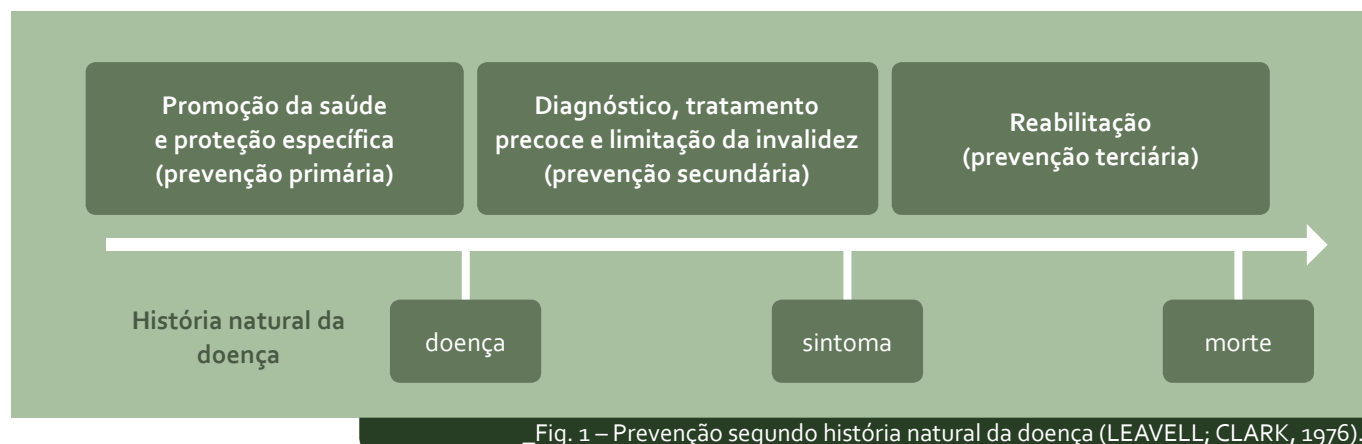 Promoção da saúde
e proteção específica
(prevenção primária)
Diagnóstico, tratamento
precoce e limitação da invalidez
(prevenção secundária)
Reabilitação
(prevenção terciária)
História natural da
doença
doença
sintoma
morte
_Fig. 1 – Prevenção segundo história natural da doença (LEAVELL; CLARK, 1976).